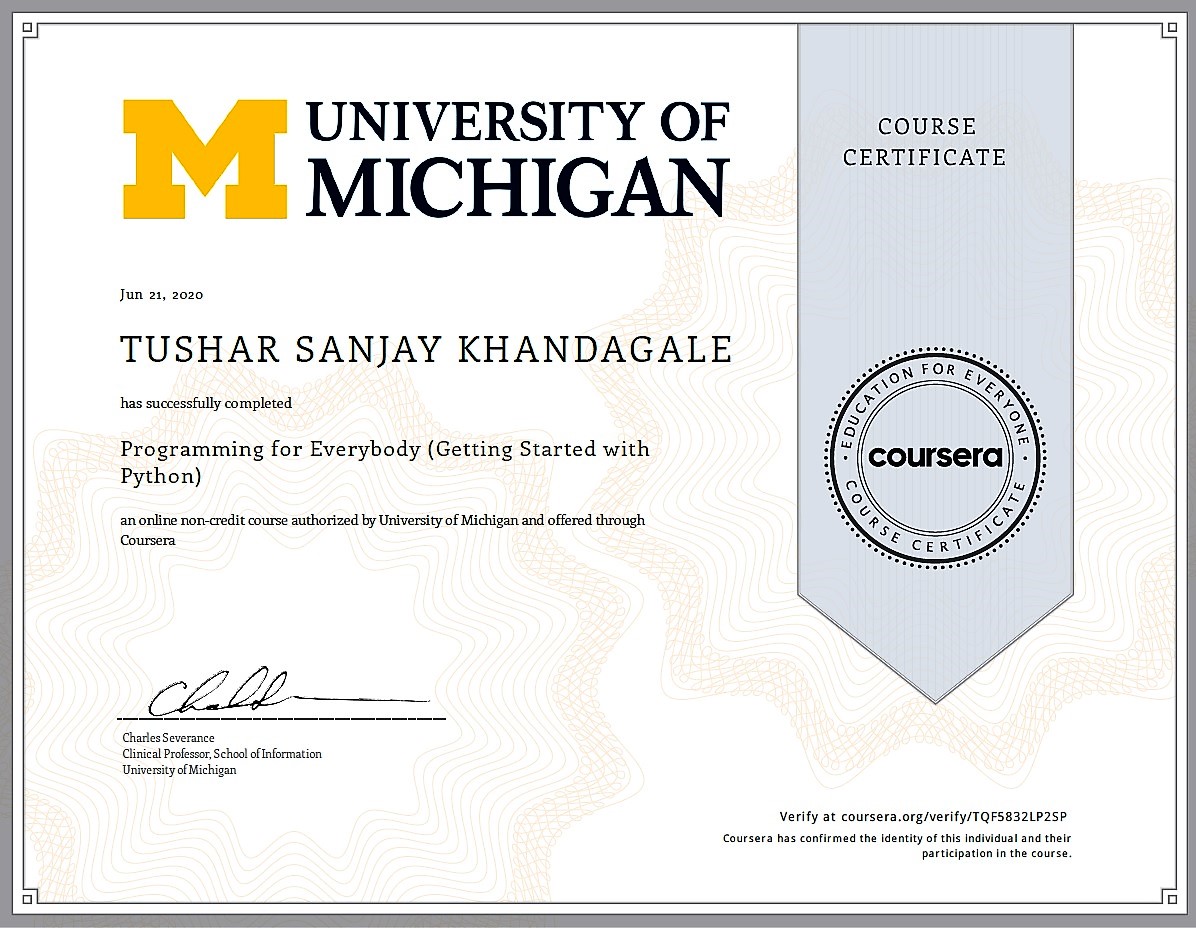 UNIVERSITY OF
MICHIGAN
COURSE
CERTIFICATE
Jun 21, 2020
TUSHAR SANJAY KHANDAGALE
has successfully completed
Programming for Everybody (Getting Started with
Python)
an online non-credit course authorized by University of Michigan and offered through
Coursera
EDUCATION FOR EVERYONE
coursera
COURSE CERTIFICATE
Charles Severance
Clinical Professor, School of Information
University of Michigan
Verify at coursera.org/verify/TQF5832LP2SP
Coursera has confirmed the identity of this individual and their
participation in the course.